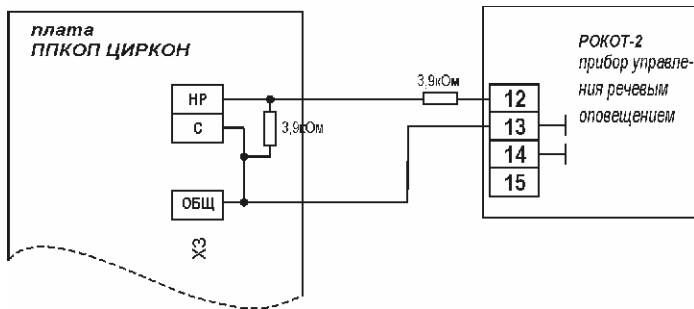 плата
ППКОП ЦИРКОН
НР
С
3,9кОм
ОБЩ
X3
3,9кОм
12
13
14
15
РОКОТ-2
прибор управле-
ния речевым
оповещением